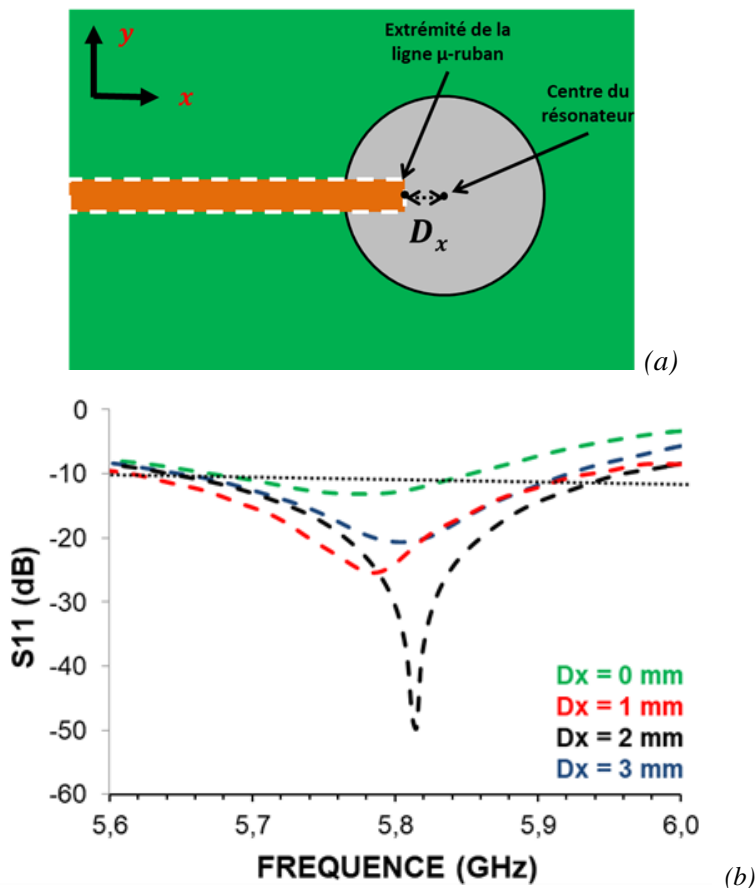 y
x
Extrémité de la
ligne μ-ruban
Centre du
résonateur
D_x
(a)
0
-10
-20
-30
-40
-50
-60
S11 (dB)
Dx = 0 mm
Dx = 1 mm
Dx = 2 mm
Dx = 3 mm
5,6 5,7 5,8 5,9 6,0
FREQUENCE (GHz)
(b)